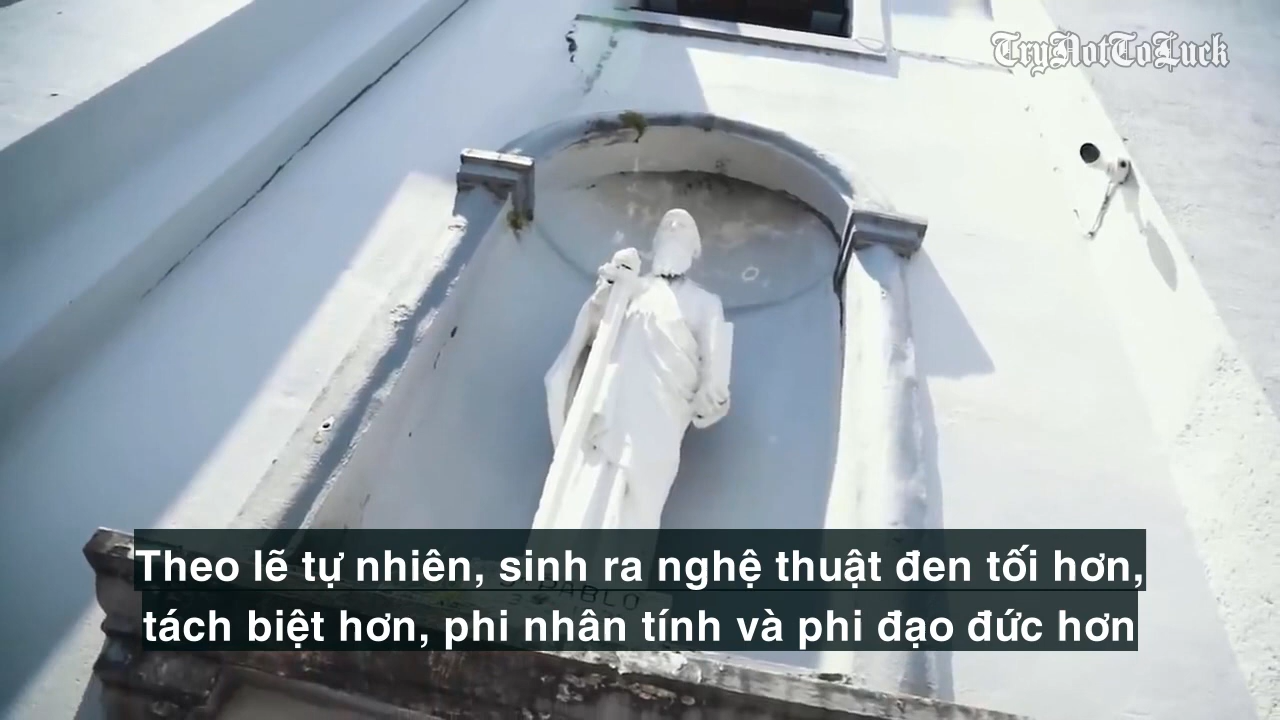 TryNotToLuck
PABLO
Theo lẽ tự nhiên, sinh ra nghệ thuật đen tối hơn,
tách biệt hơn, phi nhân tính và phi đạo đức hơn